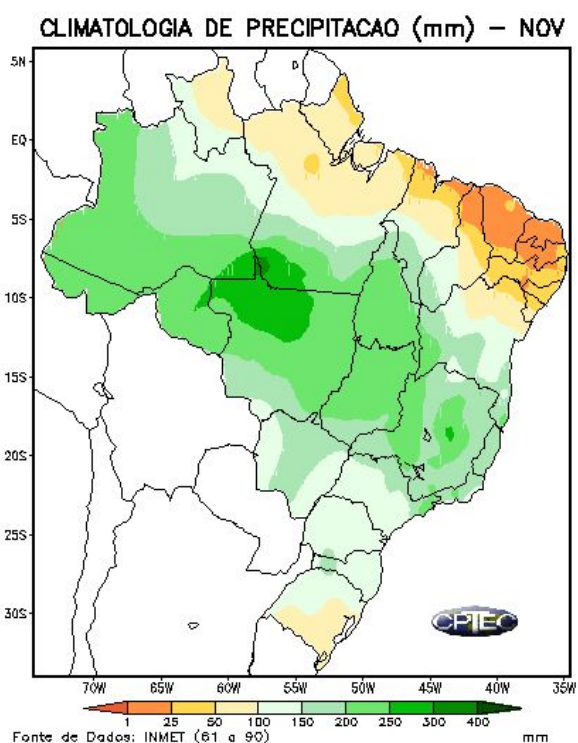 CLIMATOLOGIA DE PRECIPITACAO (mm) – NOV
5N
EQ
5S
10S
15S
20S
25S
30S
CPTEC
70W 65W 60W 55W 50W 45W 40W 35W
1 25 50 100 150 200 250 300 400
Fonte de Dados: INMET (61 a 90) mm